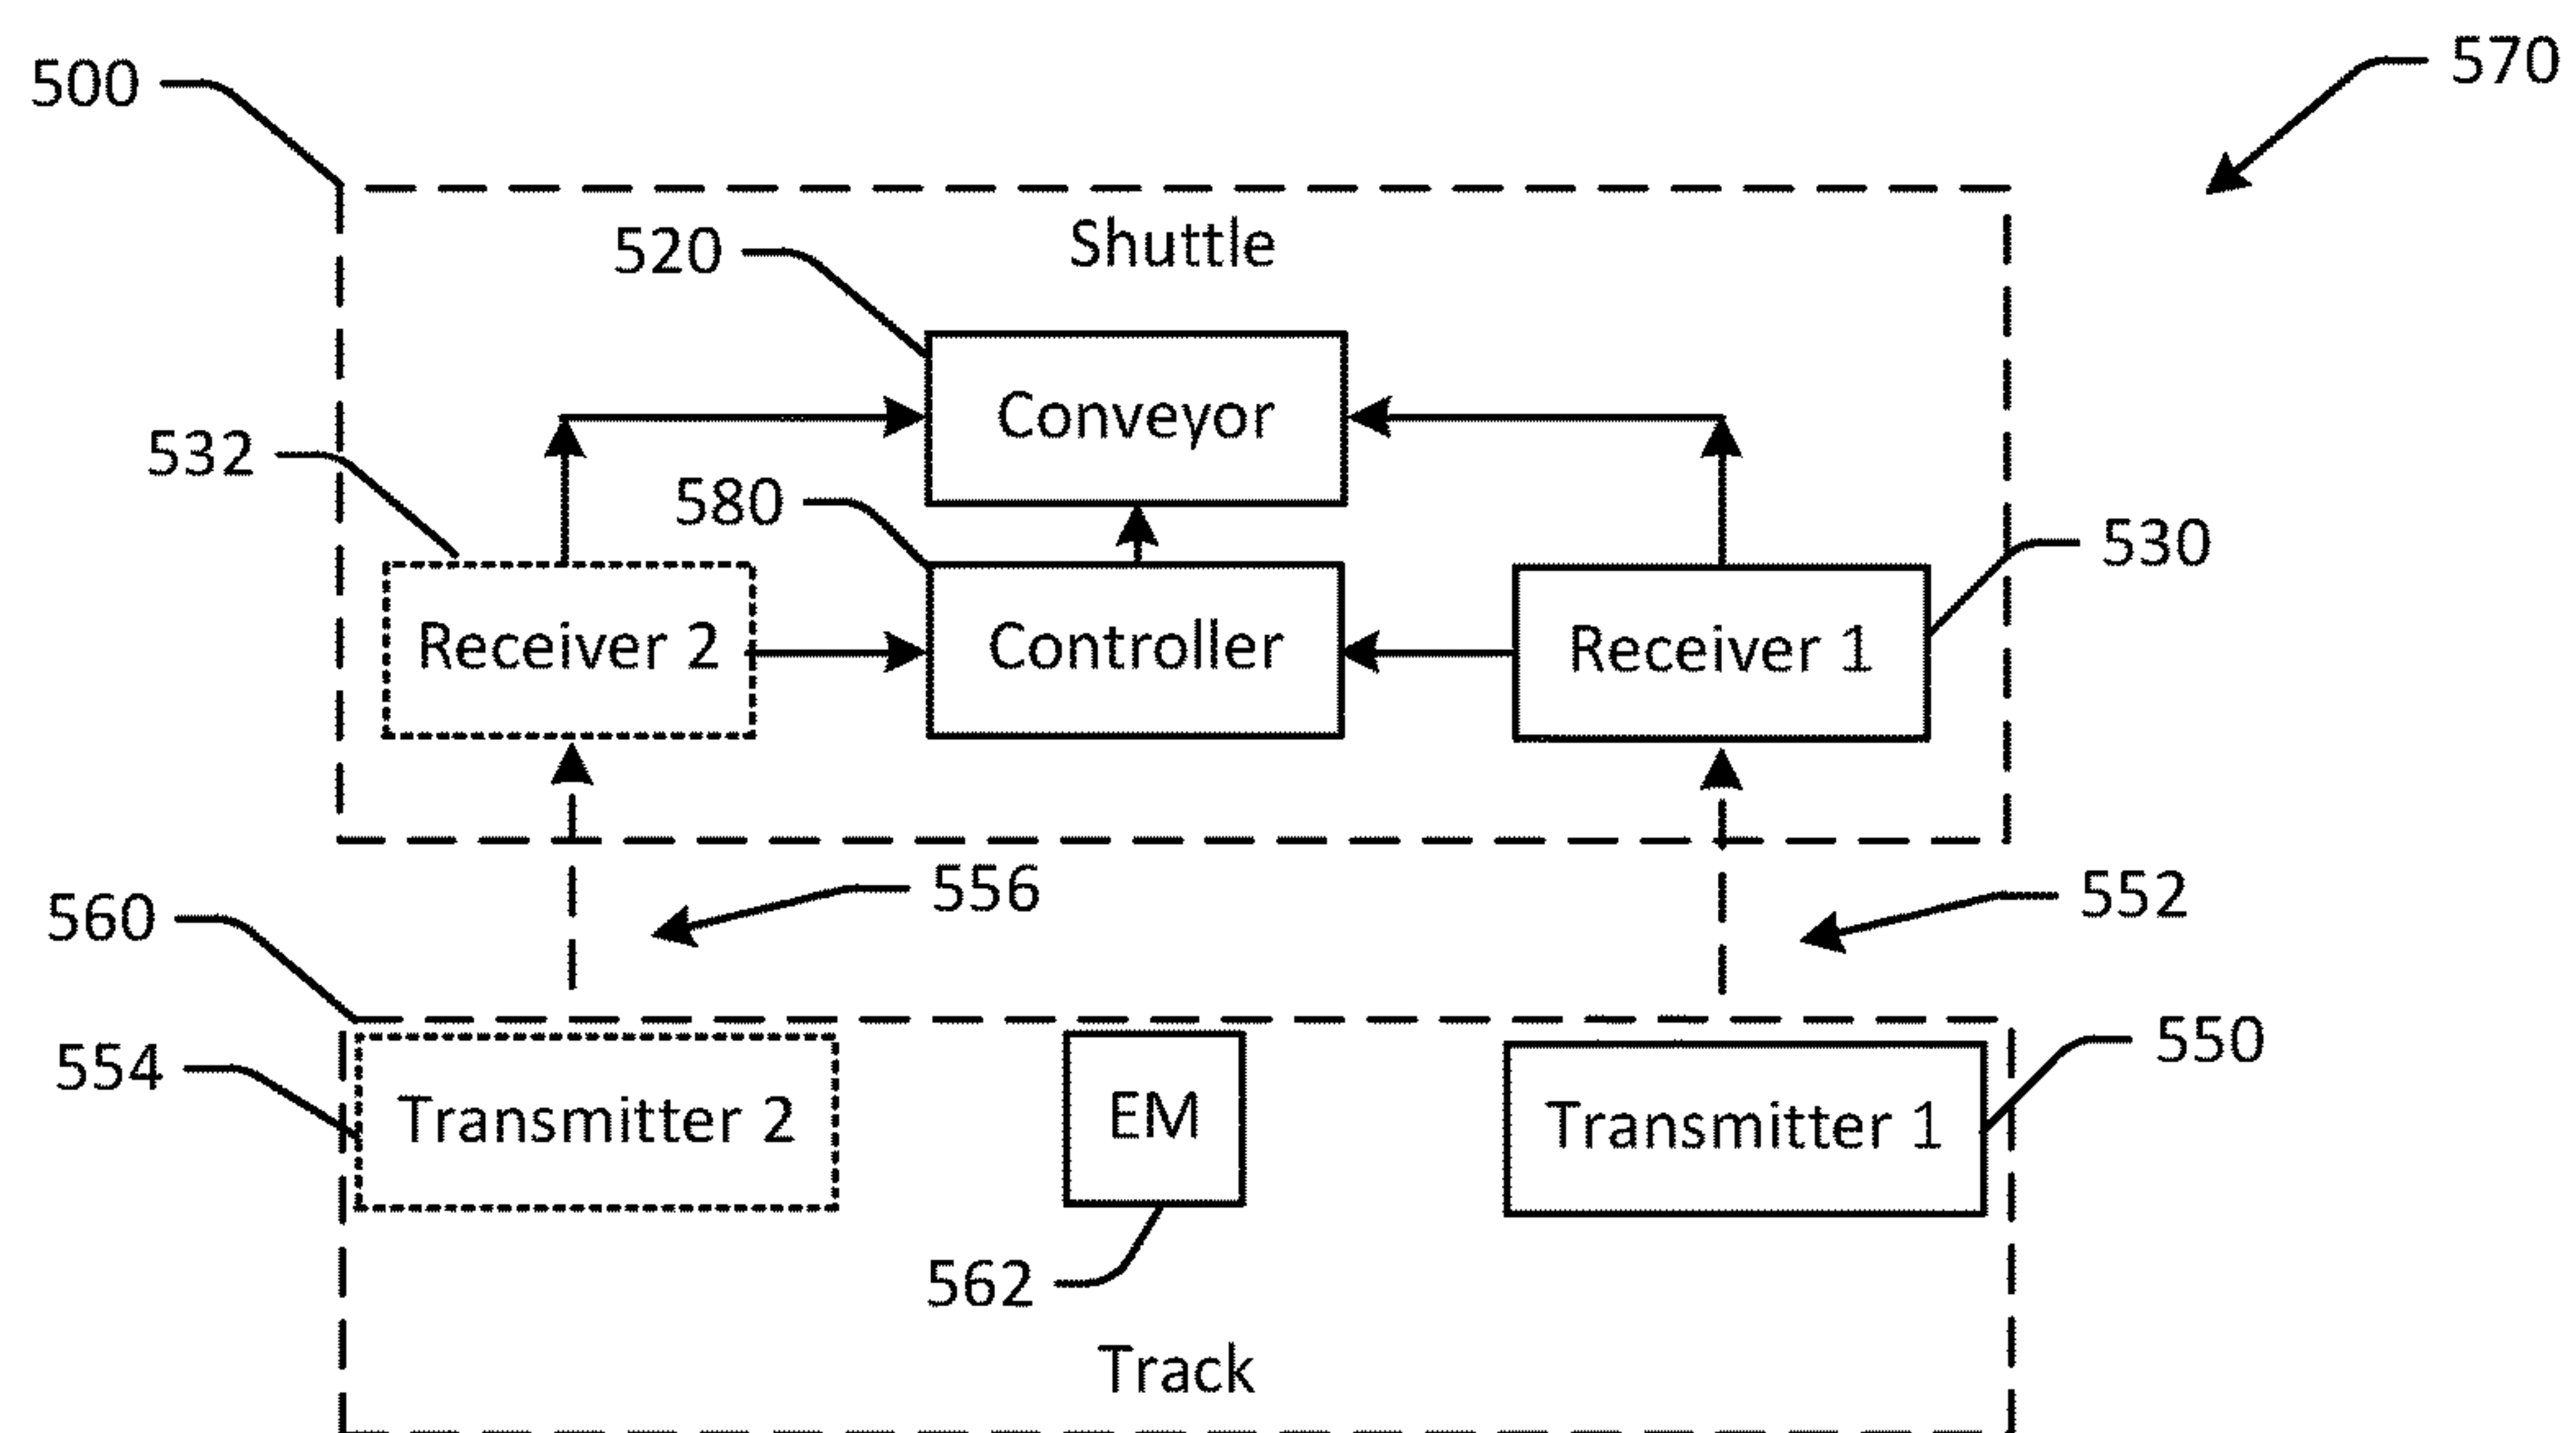 500
570
Shuttle
520
Conveyor
532
580
530
Receiver 2
Controller
Receiver 1
556
552
560
554
550
Transmitter 2
EM
Transmitter 1
562
Track